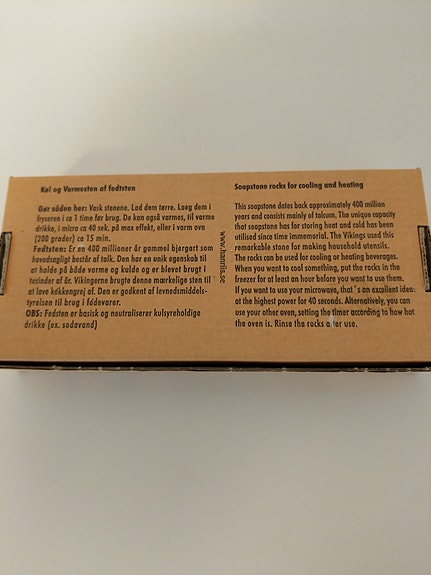 Køl og Varmesten af fedtsten
Gør såden her: Vask stenene. Lad dem tørre. Læg dem i
fryseren i ca 1 time før brug. De kan også varmes, til varme
drikke, i micro ca 40 sek. på max effekt, eller i varm ovn
(200 grader) ca 15 min.
Fedtsten: Er en 400 millioner år gammel bjergart som
hovedsagligt består af talk. Den har en unik egenskab til
at holde på både varme og kulde og er blevet brugt i
tusinder af år. Vikingerne brugte denne mærkelige sten til
at lave køkkengrej af. Den er godkent af levnedsmiddels-
tyrelsen til brug i fødevarer.
OBS: Fedsten er basisk og neutraliserer kulsyreholdige
drikke (ex. sodavand)
www.naamfix.se
Soapstone rocks for cooling and heating
This soapstone dates back approximately 400 million
years and consists mainly of talcum. The unique capacity
that soapstone has for storing heat and cold has been
utilised since time immemorial. The Vikings used this
remarkable stone for making household utensils.
The rocks can be used for cooling or heating beverages.
When you want to cool something, put the rocks in the
freezer for at least an hour before you want to use them.
If you want to use your microwave, that´s an excellent idea:
at the highest power for 40 seconds. Alternatively, you can
use your other oven, setting the timer according to how hot
the oven is. Rinse the rocks after use.